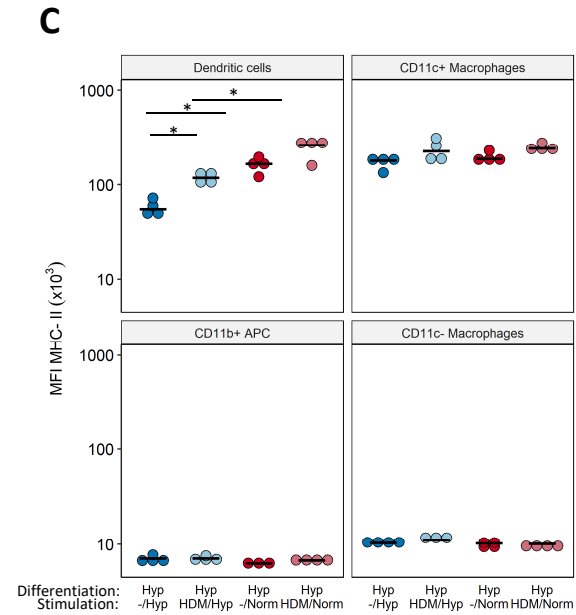 C
Dendritic cells
CD11c+ Macrophages
*
*
*
1000
100
10
MFI MHC- II (x10³)
CD11b+ APC
CD11c- Macrophages
1000
100
10
Differentiation: Hyp Hyp Hyp Hyp Hyp Hyp Hyp Hyp
Stimulation: -/Hyp HDM/Hyp -/Norm HDM/Norm -/Hyp HDM/Hyp -/Norm HDM/Norm